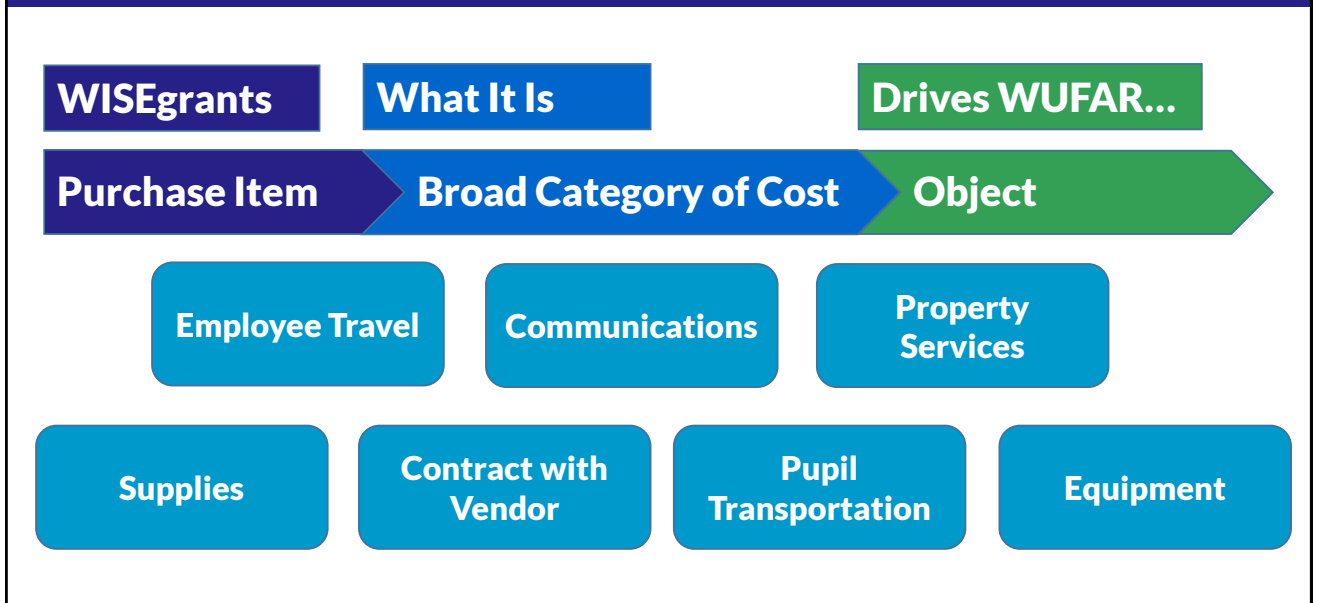 WISEgrants
What It Is
Drives WUFAR...
Purchase Item
Broad Category of Cost
Object
Employee Travel
Communications
Property
Services
Supplies
Contract with
Vendor
Pupil
Transportation
Equipment